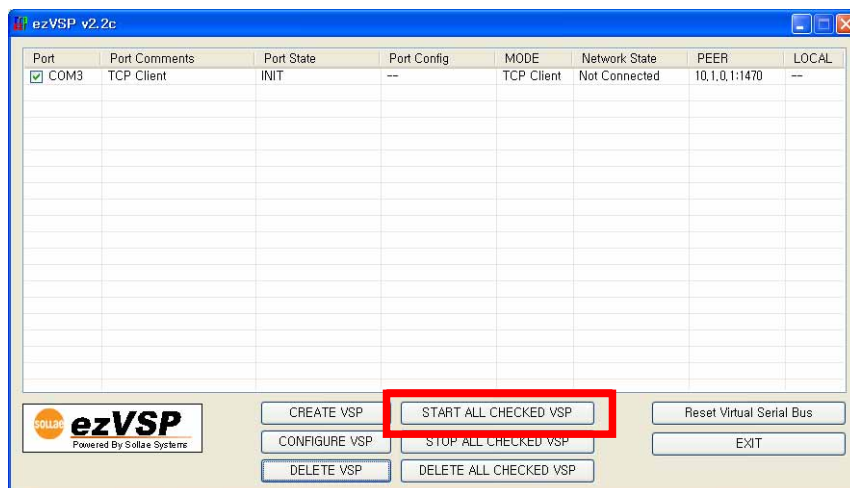 ezVSP v2.2c
Port Port Comments Port State Port Config MODE Network State PEER LOCAL
COM3 TCP Client INIT -- TCP Client Not Connected 10,1,0,1:1470 --
CREATE VSP START ALL CHECKED VSP Reset Virtual Serial Bus
SOLLAE ezVSP
Powered By Sollae Systems
CONFIGURE VSP STOP ALL CHECKED VSP EXIT
DELETE VSP DELETE ALL CHECKED VSP